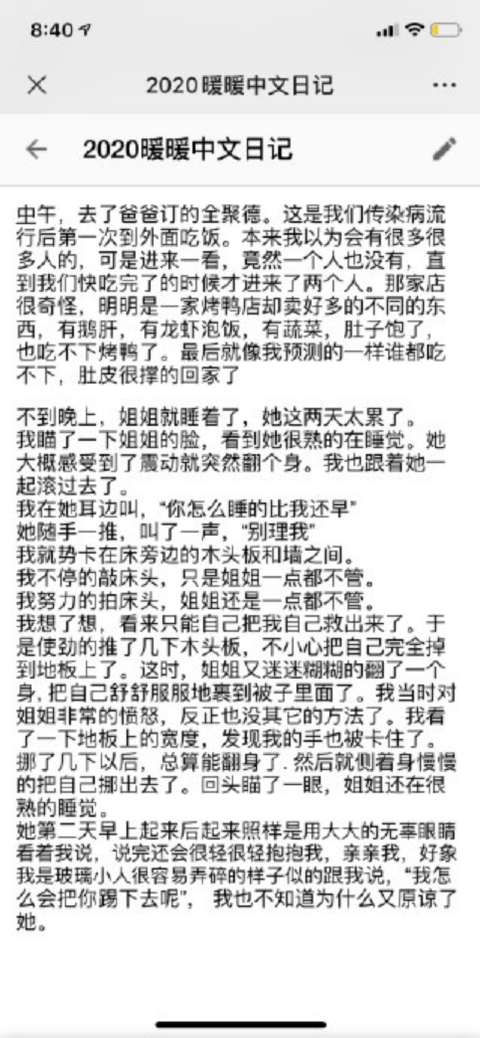 8:40
2020暖暖中文日记
2020暖暖中文日记
中午，去了爸爸订的全聚德。这是我们传染病流
行后第一次到外面吃饭。本来我以为会有很多很
多人的，可是进来一看，竟然一个人也没有，直
到我们快吃完了的时候才进来了两个人。那家店
很奇怪，明明是一家烤鸭店却卖好多的不同的东
西，有鹅肝，有龙虾泡饭，有蔬菜，肚子饱了，
也吃不下烤鸭了。最后就像我预测的一样谁都吃
不下，肚皮很撑的回家了
不到晚上，姐姐就睡着了，她这两天太累了。
我瞄了一下姐姐的脸，看到她很熟的在睡觉。她
大概感受到了震动就突然翻个身。我也跟着她一
起滚过去了。
我在她耳边叫，“你怎么睡的比我还早”
她随手一推，叫了一声，“别理我”
我就势卡在床旁边的木头板和墙之间。
我不停的敲床头，只是姐姐一点都不管。
我努力的拍床头，姐姐还是一点都不管。
我想了想，看来只能自己把我自己救出来了。于
是使劲的推了几下木头板，不小心把自己完全掉
到地板上了。这时，姐姐又迷迷糊糊的翻了一个
身, 把自己舒舒服服地裹到被子里面了。我当时对
姐姐非常的愤怒，反正也没其它的方法了。我看
了一下地板上的宽度，发现我的手也被卡住了。
挪了几下以后，总算能翻身了. 然后就侧着身慢慢
的把自己挪出去了。回头瞄了一眼，姐姐还在很
熟的睡觉。
她第二天早上起来后起来照样是用大大的无辜眼睛
看着我说，说完还会很轻很轻抱抱我，亲亲我，好象
我是玻璃小人很容易弄碎的样子似的跟我说，“我怎
么会把你踢下去呢”， 我也不知道为什么又原谅了
她。